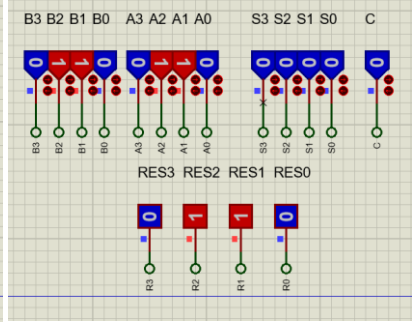 B3 B2 B1 B0 A3 A2 A1 A0 S3 S2 S1 S0 C
0 1 1 0 0 1 1 0 0 0 0 0 0
B3 B2 B1 B0 A3 A2 A1 A0 S3 S2 S1 S0 C
RES3 RES2 RES1 RES0
0 1 1 0
R3 R2 R1 R0